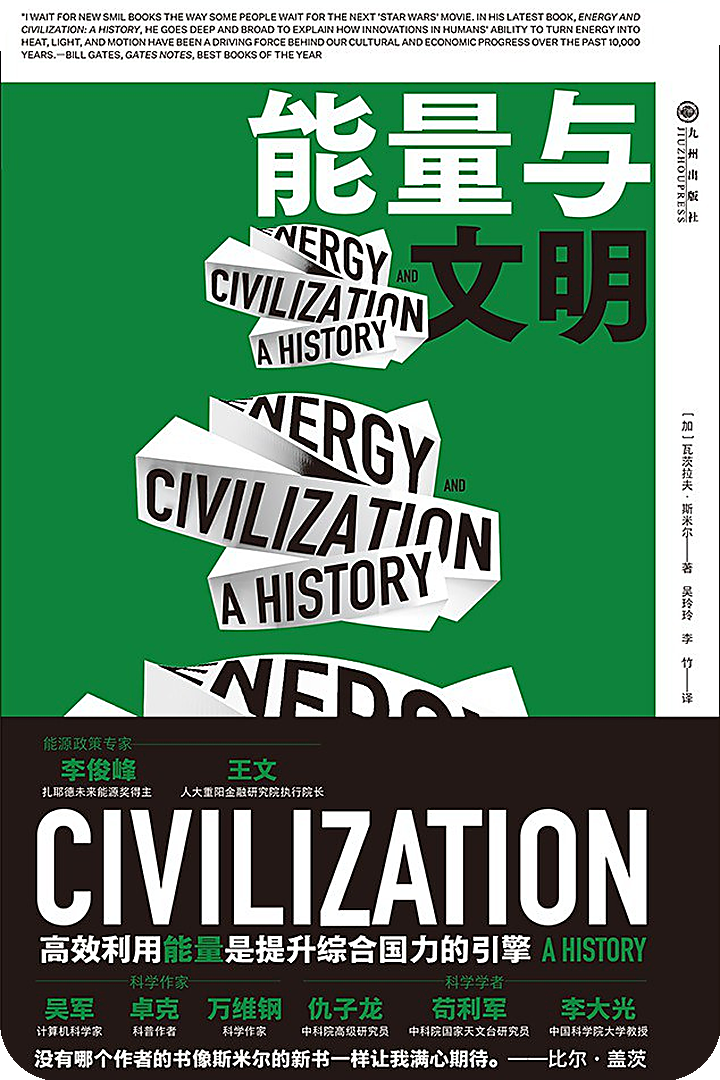 "I WAIT FOR NEW SMIL BOOKS THE WAY SOME PEOPLE WAIT FOR THE NEXT 'STAR WARS' MOVIE. IN HIS LATEST BOOK, ENERGY AND
CIVILIZATION: A HISTORY, HE GOES DEEP AND BROAD TO EXPLAIN HOW INNOVATIONS IN HUMANS' ABILITY TO TURN ENERGY INTO
HEAT, LIGHT, AND MOTION HAVE BEEN A DRIVING FORCE BEHIND OUR CULTURAL AND ECONOMIC PROGRESS OVER THE PAST 10,000
YEARS.—BILL GATES, GATES NOTES, BEST BOOKS OF THE YEAR
能量与
文明
九州出版社
JIUZHOUPRESS
ENERGY
AND
CIVILIZATION
A HISTORY
ENERGY
AND
CIVILIZATION
A HISTORY
[加]瓦茨拉夫·斯米尔——著 吴玲玲 李竹——译
ENERGY
能源政策专家
李俊峰 王文
扎耶德未来能源奖得主 人大重阳金融研究院执行院长
CIVILIZATION
高效利用能量是提升综合国力的引擎 A HISTORY
科学作家 科学学者
吴军 卓克 万维钢 仇子龙 苟利军 李大光
计算机科学家 科普作者 科学作家 中科院高级研究员 中科院国家天文台研究员 中国科学院大学教授
没有哪个作者的书像斯米尔的新书一样让我满心期待。——比尔·盖茨